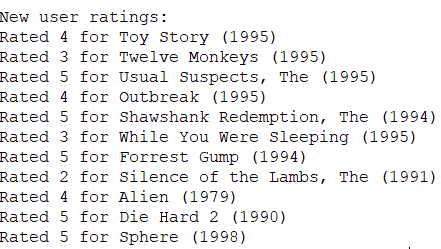 New user ratings:
Rated 4 for Toy Story (1995)
Rated 3 for Twelve Monkeys (1995)
Rated 5 for Usual Suspects, The (1995)
Rated 4 for Outbreak (1995)
Rated 5 for Shawshank Redemption, The (1994)
Rated 3 for While You Were Sleeping (1995)
Rated 5 for Forrest Gump (1994)
Rated 2 for Silence of the Lambs, The (1991)
Rated 4 for Alien (1979)
Rated 5 for Die Hard 2 (1990)
Rated 5 for Sphere (1998)